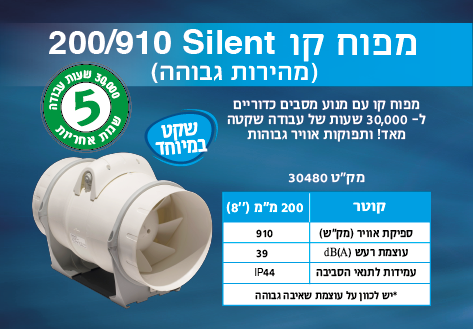 מפוח קו 200/910 Silent
(מהירות גבוהה)
30,000 שעות עבודה
5
שנות אחריות
שקט
במיוחד
מפוח קו עם מנוע מסבים כדוריים
ל- 30,000 שעות של עבודה שקטה
מאד! ותפוקות אוויר גבוהות
מק"ט 30480
קוטר 200 מ"מ ("8)
ספיקת אוויר (מק"ש) 910
עוצמת רעש dB(A) 39
עמידות לתנאי הסביבה IP44
*יש לכוון על עוצמת שאיבה גבוהה